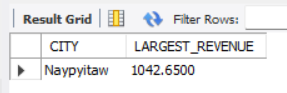 Result Grid Filter Rows:
CITY LARGEST_REVENUE
Naypyitaw 1042.6500